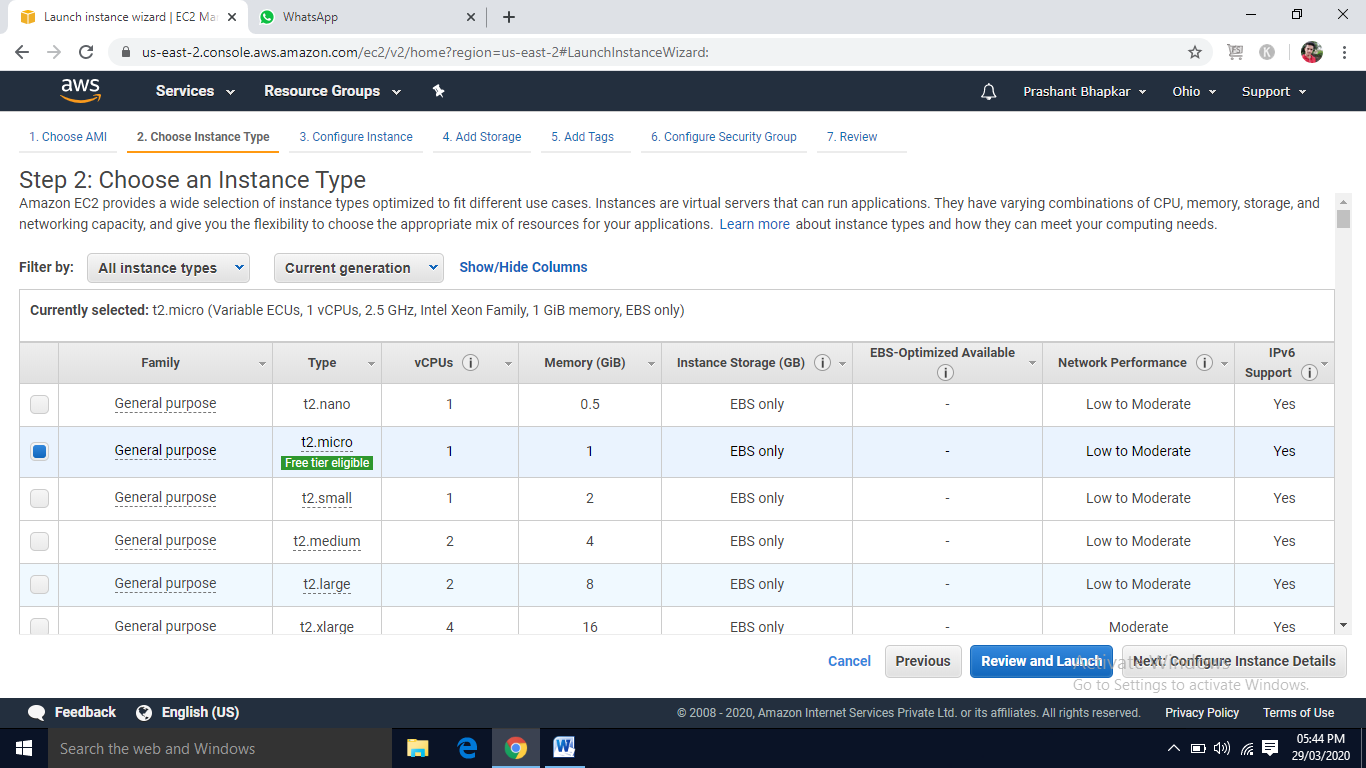 Launch instance wizard | EC2 Ma
WhatsApp
us-east-2.console.aws.amazon.com/ec2/v2/home?region=us-east-2#LaunchInstanceWizard:
K
aws Services Resource Groups Prashant Bhapkar Ohio Support
1. Choose AMI 2. Choose Instance Type 3. Configure Instance 4. Add Storage 5. Add Tags 6. Configure Security Group 7. Review
Step 2: Choose an Instance Type
Amazon EC2 provides a wide selection of instance types optimized to fit different use cases. Instances are virtual servers that can run applications. They have varying combinations of CPU, memory, storage, and
networking capacity, and give you the flexibility to choose the appropriate mix of resources for your applications. Learn more about instance types and how they can meet your computing needs.
Filter by: All instance types Current generation Show/Hide Columns
Currently selected: t2.micro (Variable ECUs, 1 vCPUs, 2.5 GHz, Intel Xeon Family, 1 GiB memory, EBS only)
Family Type vCPUs i Memory (GiB) Instance Storage (GB) i EBS-Optimized Available i Network Performance i IPv6 Support i
General purpose t2.nano 1 0.5 EBS only - Low to Moderate Yes
General purpose t2.micro 1 1 EBS only - Low to Moderate Yes
Free tier eligible
General purpose t2.small 1 2 EBS only - Low to Moderate Yes
General purpose t2.medium 2 4 EBS only - Low to Moderate Yes
General purpose t2.large 2 8 EBS only - Low to Moderate Yes
General purpose t2.xlarge 4 16 EBS only - Moderate Yes
Cancel Previous Review and Launch Next: Configure Instance Details
Activate Windows
Go to Settings to activate Windows.
Feedback English (US) © 2008 - 2020, Amazon Internet Services Private Ltd. or its affiliates. All rights reserved. Privacy Policy Terms of Use
Search the web and Windows
05:44 PM
29/03/2020